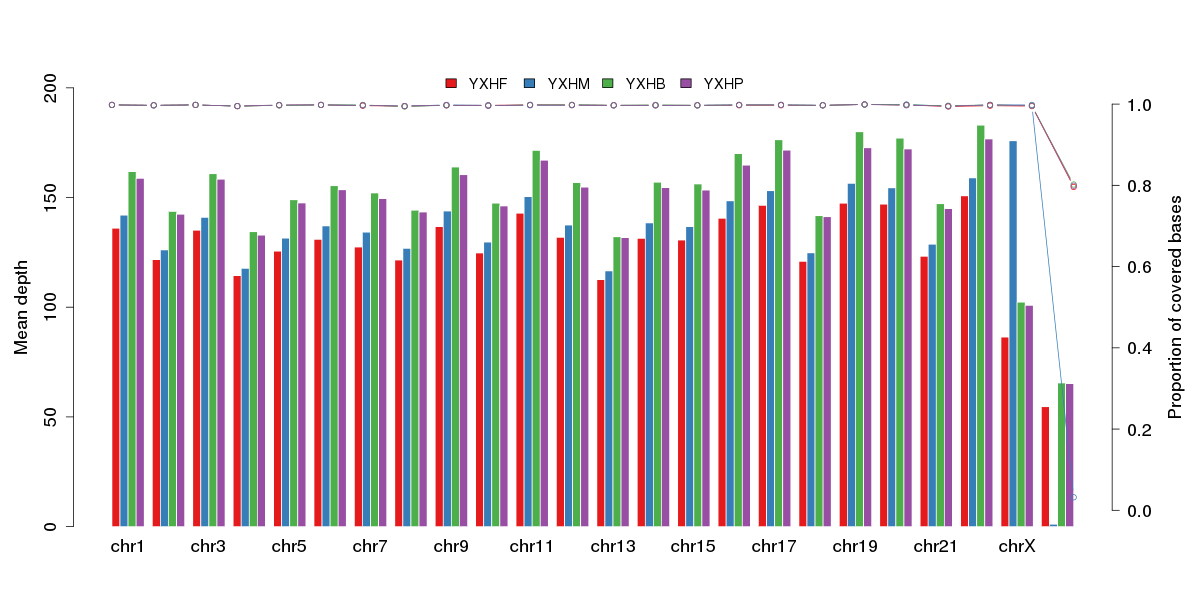 YXHF YXHM YXHB YXHP
Mean depth
0 50 100 150 200
Proportion of covered bases
0.0 0.2 0.4 0.6 0.8 1.0
chr1 chr3 chr5 chr7 chr9 chr11 chr13 chr15 chr17 chr19 chr21 chrX